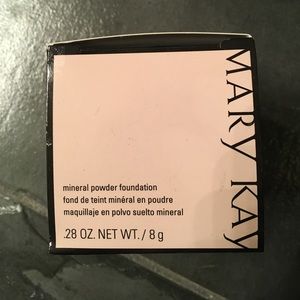 MARY KAY
mineral powder foundation
fond de teint minéral en poudre
maquillaje en polvo suelto mineral
.28 OZ. NET WT. / 8 g